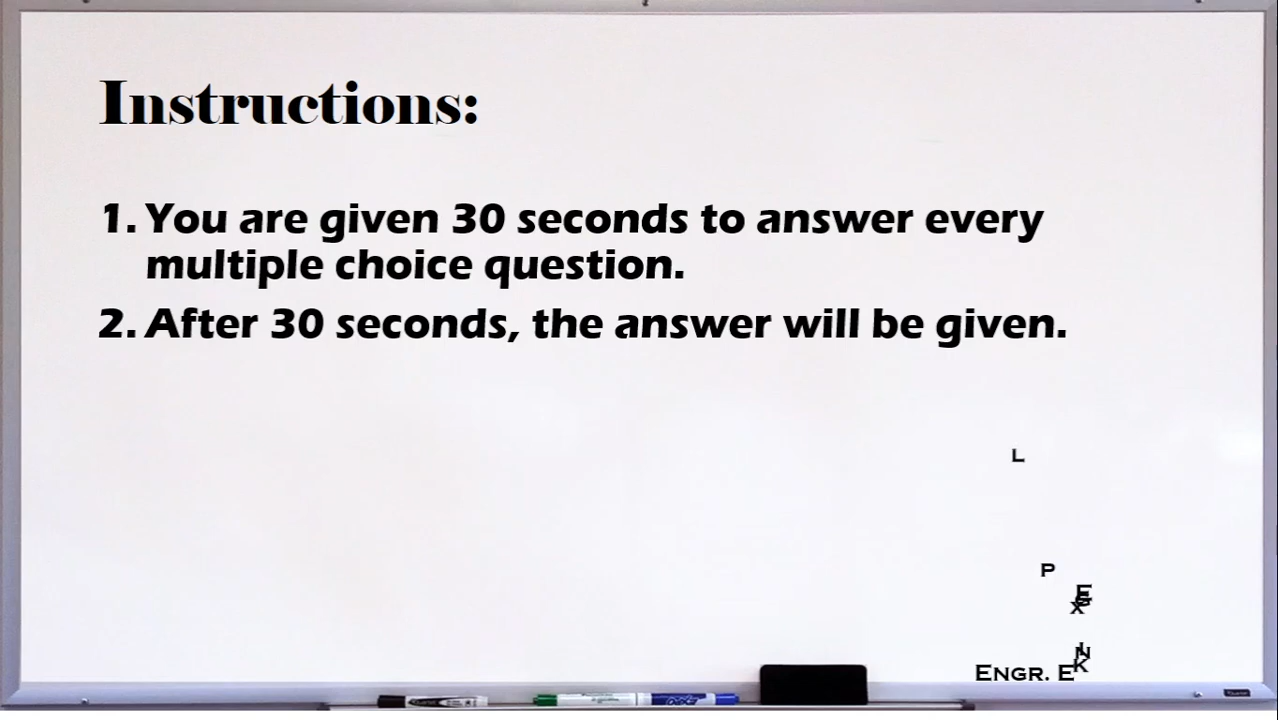 Instructions:
1. You are given 30 seconds to answer every
multiple choice question.
2. After 30 seconds, the answer will be given.
L
P
X
ENGR. E
K